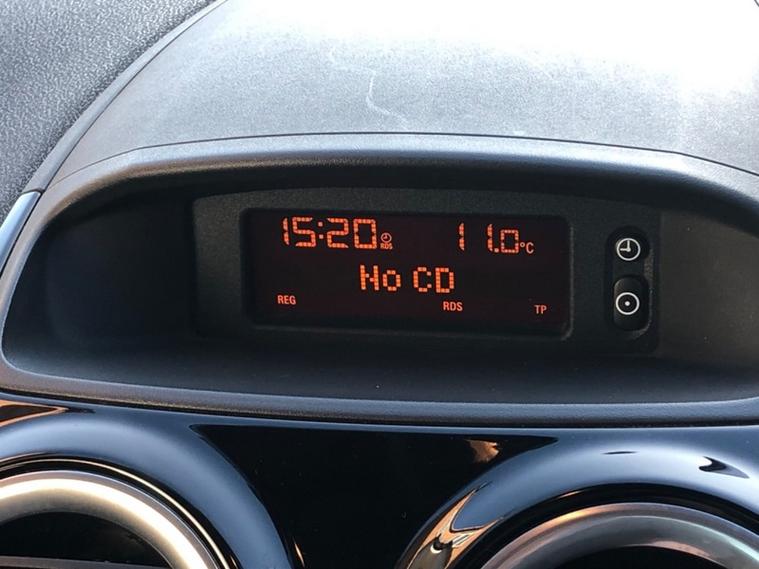 15:20 RDS 11.0°C
No CD
REG RDS TP